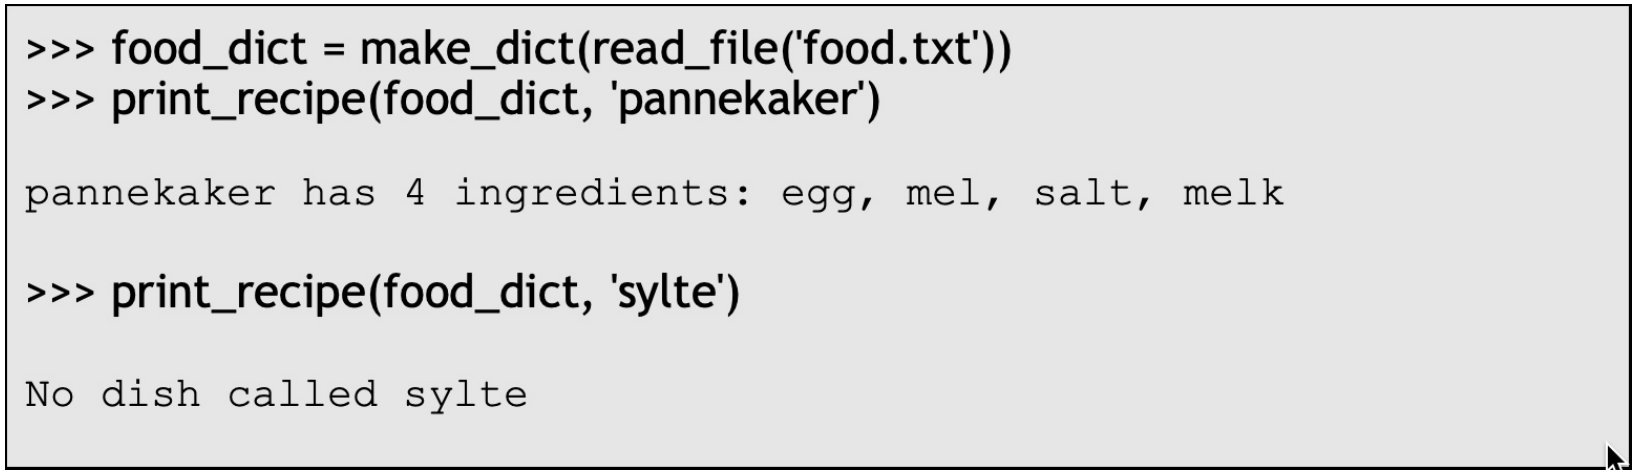 >>> food_dict = make_dict(read_file('food.txt'))
>>> print_recipe(food_dict, 'pannekaker')
pannekaker has 4 ingredients: egg, mel, salt, melk
>>> print_recipe(food_dict, 'sylte')
No dish called sylte